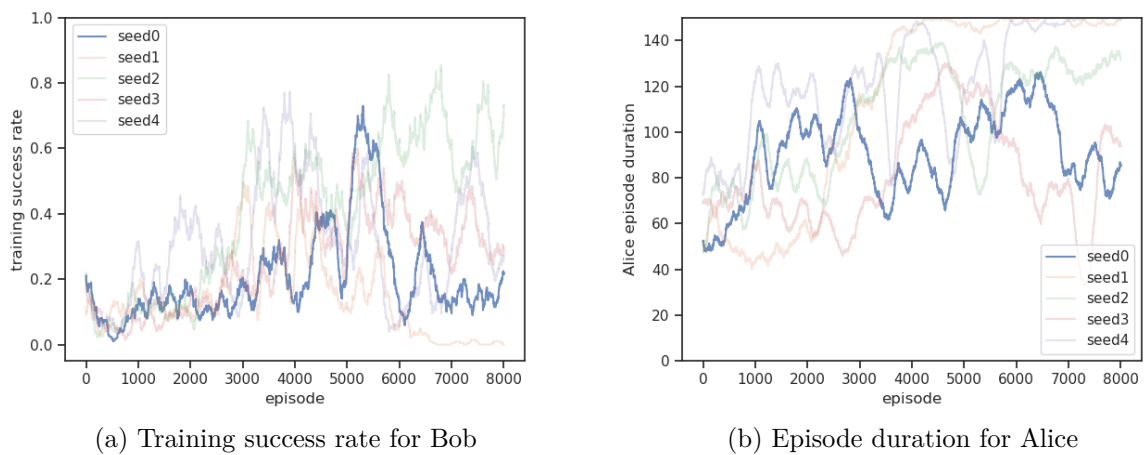 1.0
0.8
0.6
0.4
0.2
0.0
training success rate
seed0
seed1
seed2
seed3
seed4
0 1000 2000 3000 4000 5000 6000 7000 8000
episode
(a) Training success rate for Bob
140
120
100
80
60
40
20
0
Alice episode duration
seed0
seed1
seed2
seed3
seed4
0 1000 2000 3000 4000 5000 6000 7000 8000
episode
(b) Episode duration for Alice